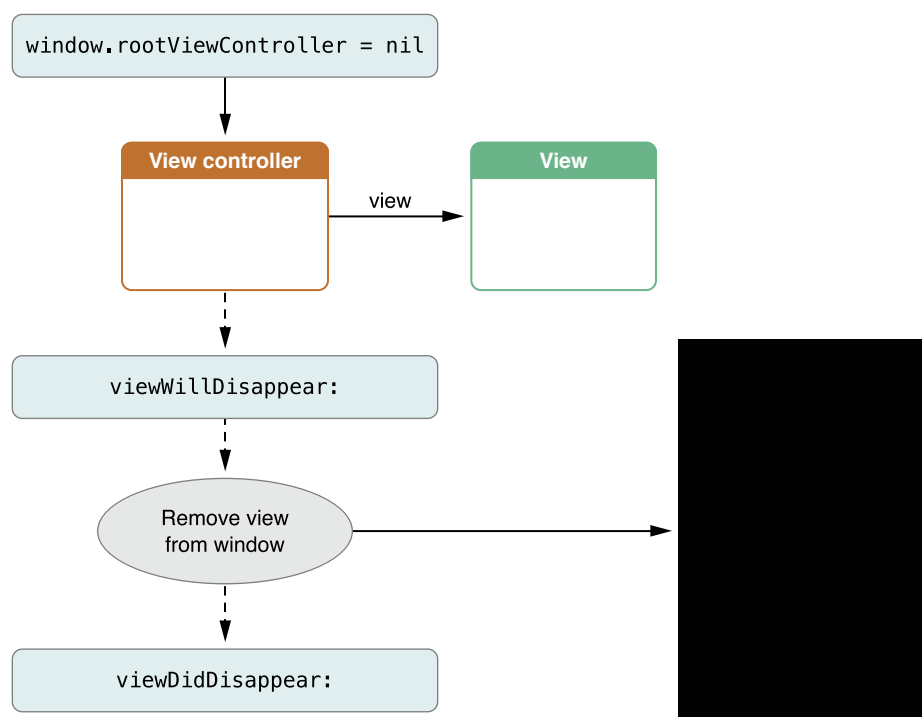 window.rootViewController = nil
View controller
View
view
viewWillDisappear:
Remove view
from window
viewDidDisappear: